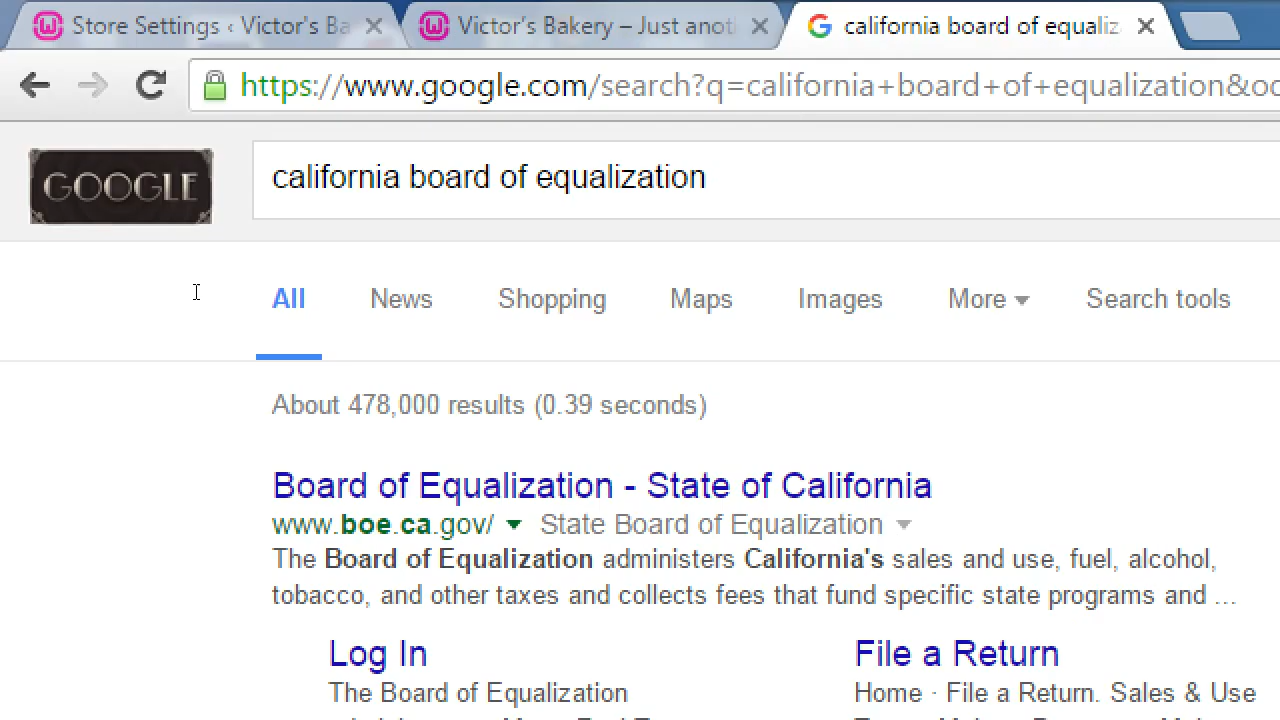 Store Settings ‹ Victor's Ba
Victor's Bakery – Just anot
california board of equaliz
https://www.google.com/search?q=california+board+of+equalization&oc
GOOGLE
california board of equalization
All News Shopping Maps Images More Search tools
About 478,000 results (0.39 seconds)
Board of Equalization - State of California
www.boe.ca.gov/ State Board of Equalization
The Board of Equalization administers California's sales and use, fuel, alcohol,
tobacco, and other taxes and collects fees that fund specific state programs and ...
Log In
The Board of Equalization
File a Return
Home · File a Return. Sales & Use